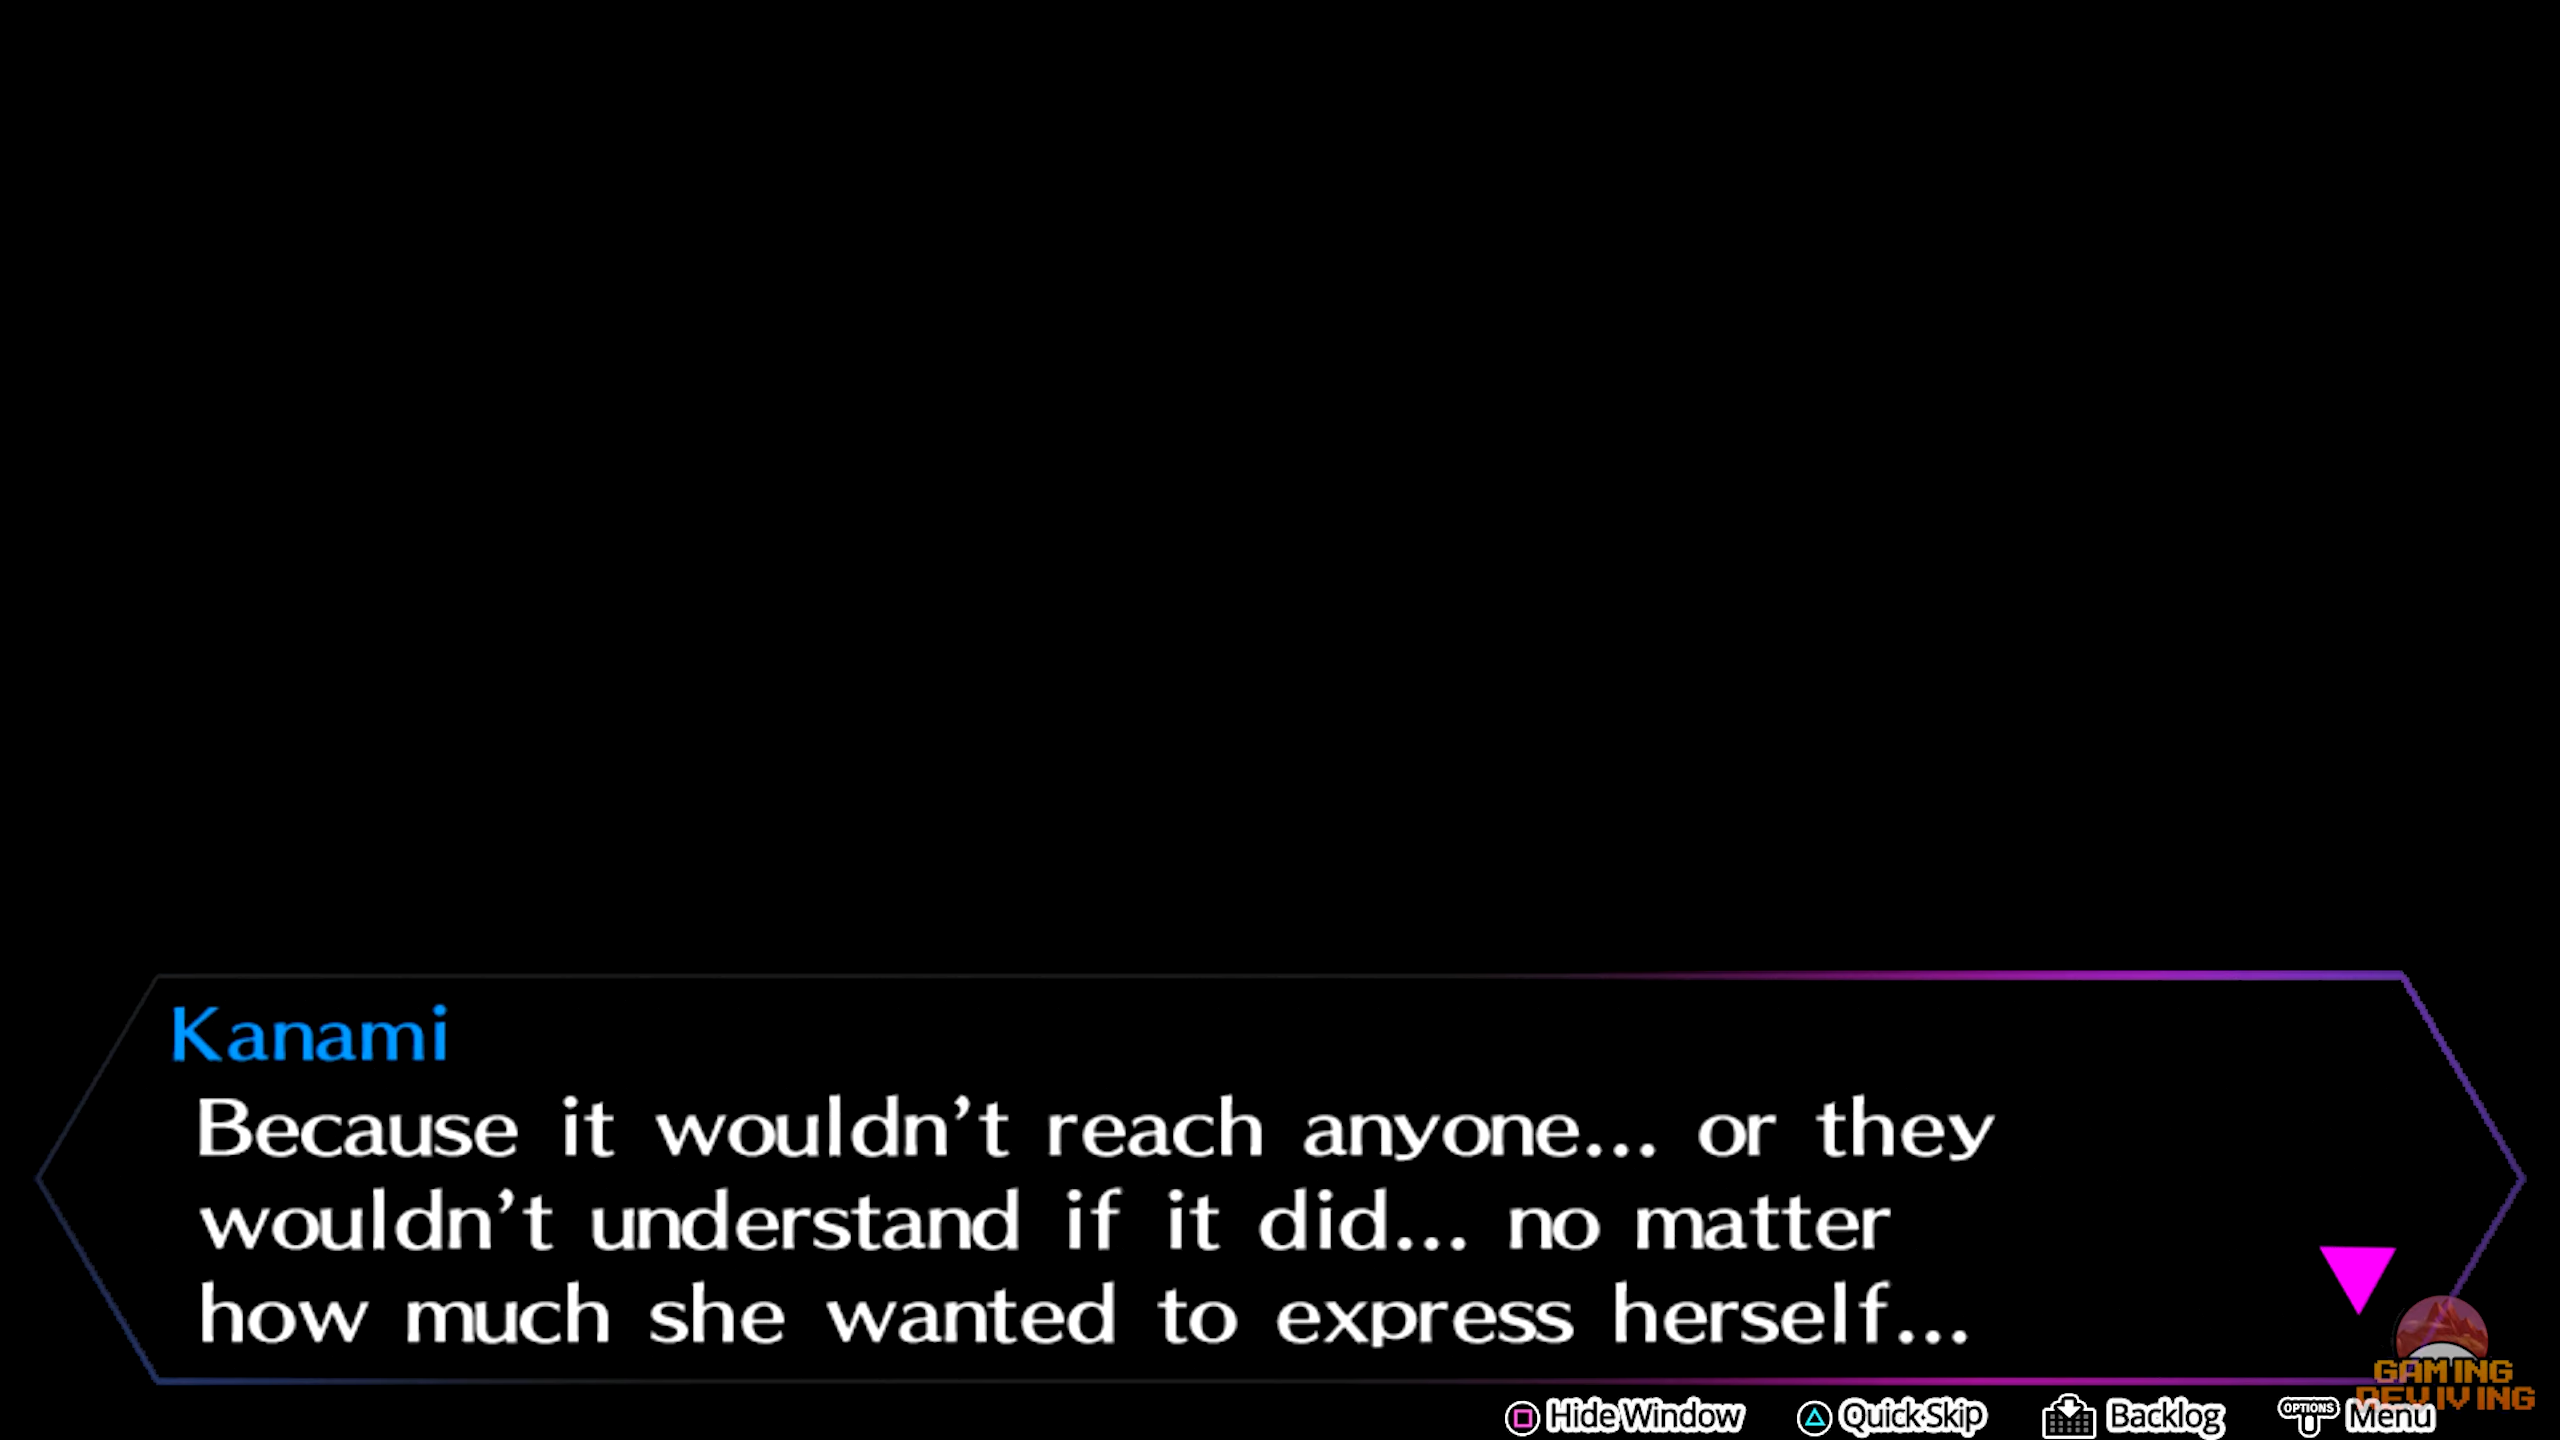 Kanami
Because it wouldn’t reach anyone... or they
wouldn’t understand if it did... no matter
how much she wanted to express herself...
Hide Window Quick Skip Backlog OPTIONS Menu
GAMING
REVIVING